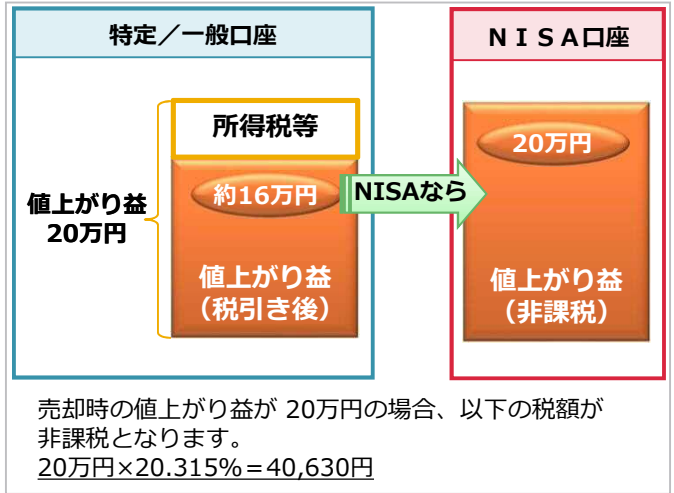 特定／一般口座
ＮＩＳＡ口座
所得税等
20万円
約16万円
NISAなら
値上がり益
20万円
値上がり益
（税引き後）
値上がり益
（非課税）
売却時の値上がり益が 20万円の場合、以下の税額が
非課税となります。
20万円×20.315%＝40,630円